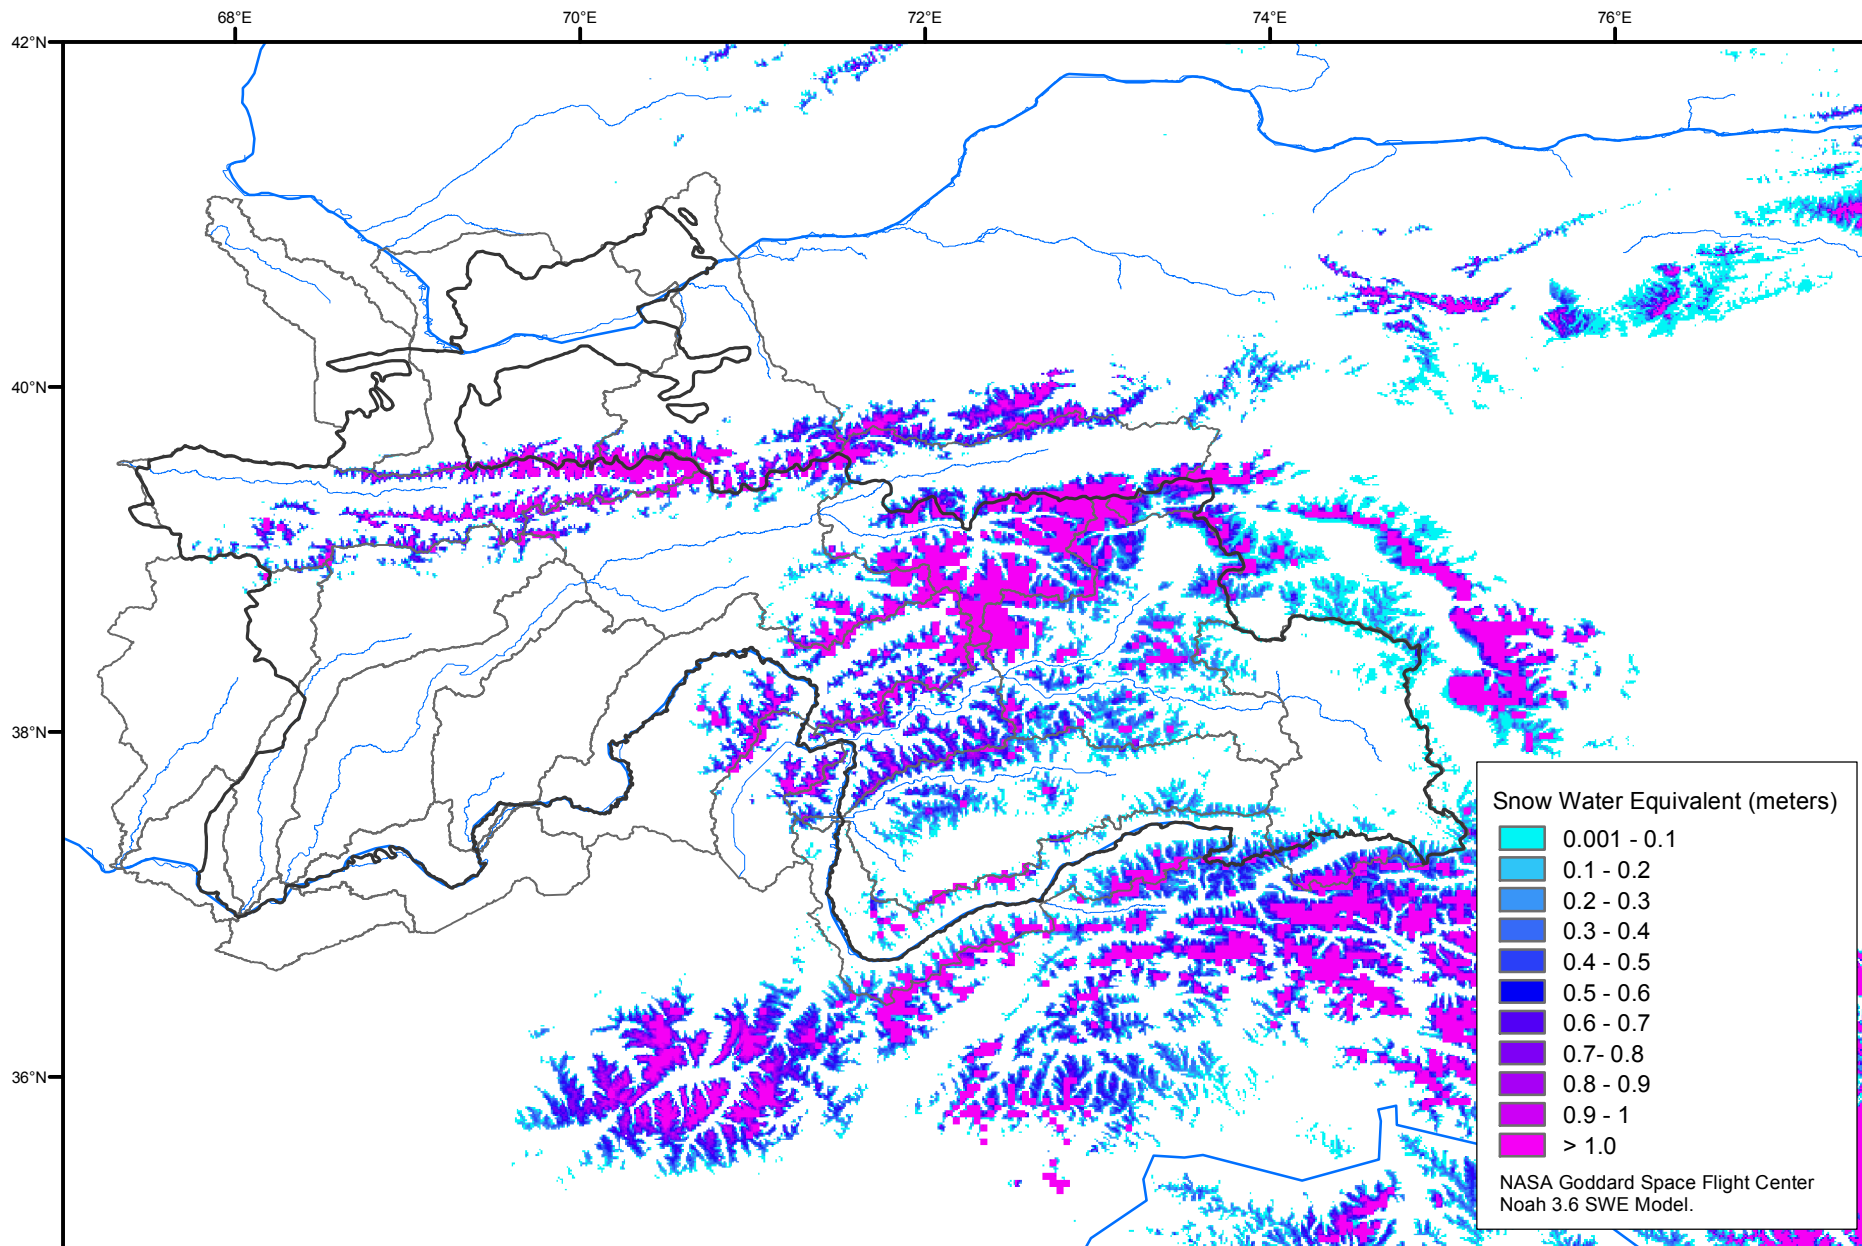 68°E
70°E
72°E
74°E
76°E
42°N
40°N
38°N
36°N
Snow Water Equivalent (meters)
0.001 - 0.1
0.1 - 0.2
0.2 - 0.3
0.3 - 0.4
0.4 - 0.5
0.5 - 0.6
0.6 - 0.7
0.7- 0.8
0.8 - 0.9
0.9 - 1
> 1.0
NASA Goddard Space Flight Center
Noah 3.6 SWE Model.